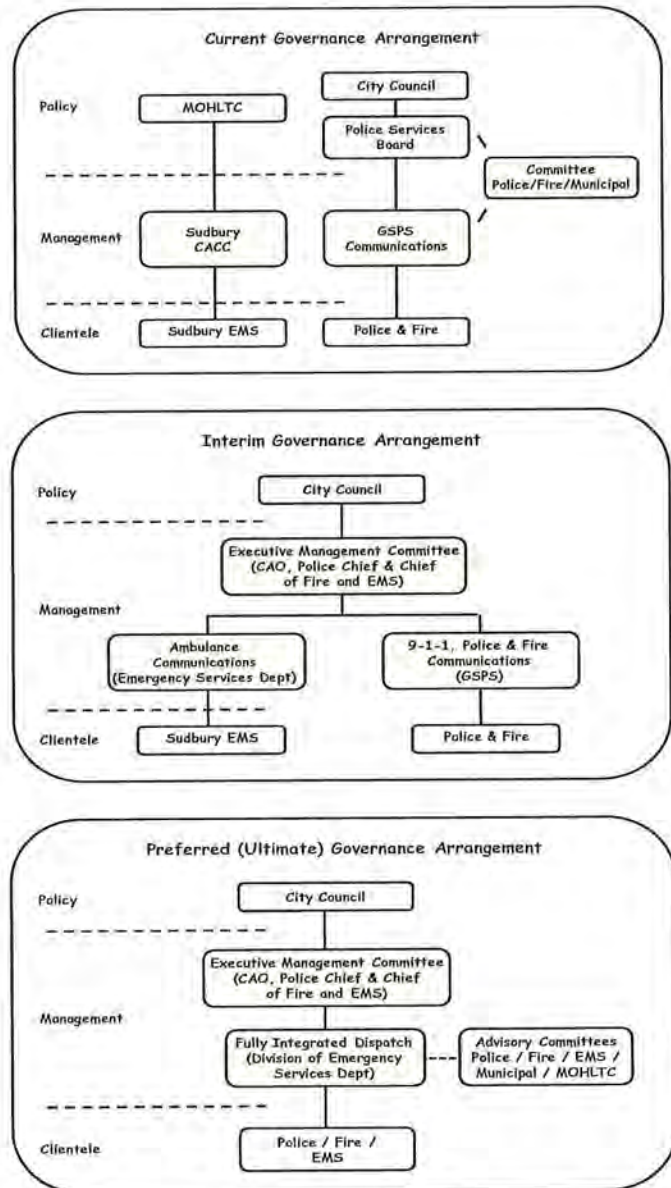 Current Governance Arrangement
Policy
MOHLTC
City Council
Police Services
Board
Committee
Police/Fire/Municipal
Management
Sudbury
CACC
GSPS
Communications
Clientele
Sudbury EMS
Police & Fire
Interim Governance Arrangement
Policy
City Council
Executive Management Committee
(CAO, Police Chief & Chief
of Fire and EMS)
Management
Ambulance
Communications
(Emergency Services Dept)
9-1-1, Police & Fire
Communications
(GSPS)
Clientele
Sudbury EMS
Police & Fire
Preferred (Ultimate) Governance Arrangement
Policy
City Council
Executive Management Committee
(CAO, Police Chief & Chief
of Fire and EMS)
Management
Fully Integrated Dispatch
(Division of Emergency
Services Dept)
Advisory Committees
Police / Fire / EMS /
Municipal / MOHLTC
Clientele
Police / Fire /
EMS